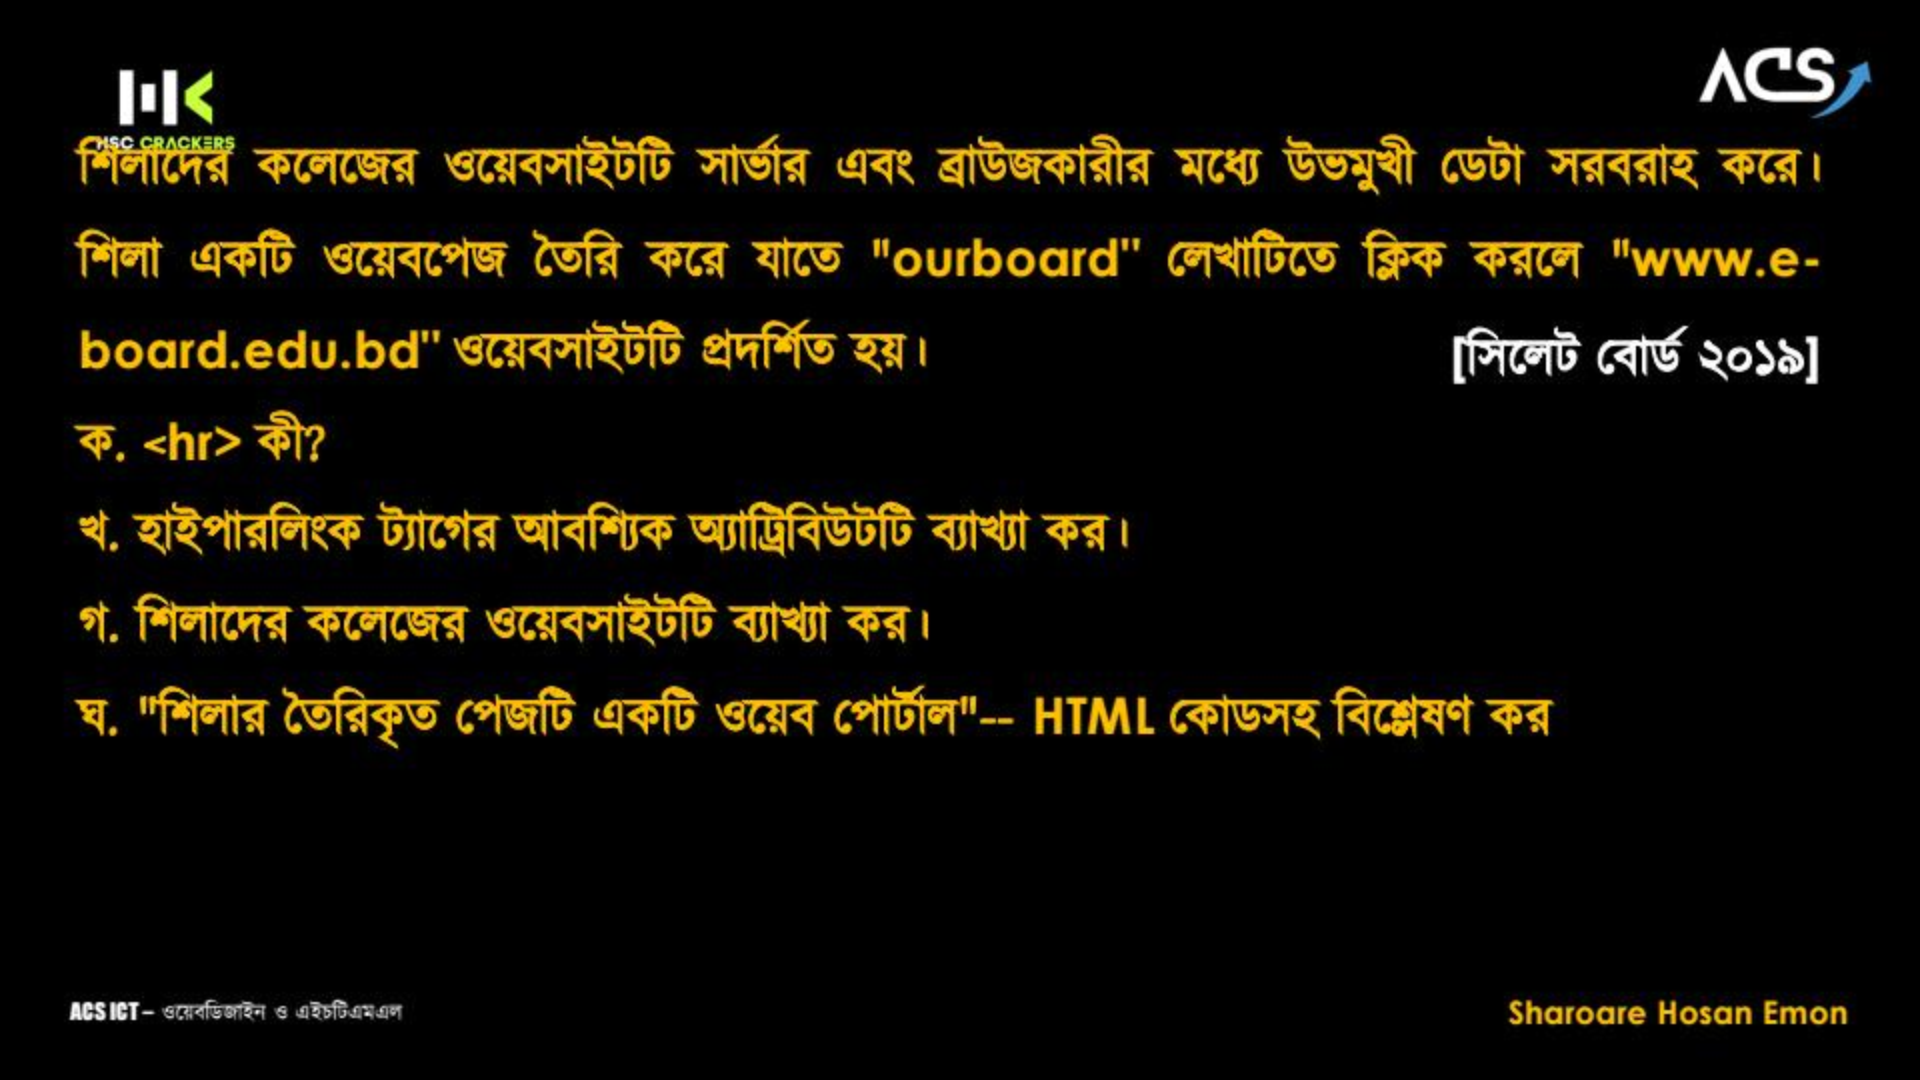 ACS
HSC CRACKERS
শিলাদের কলেজের ওয়েবসাইটটি সার্ভার এবং ব্রাউজকারীর মধ্যে উভমুখী ডেটা সরবরাহ করে।
শিলা একটি ওয়েবপেজ তৈরি করে যাতে "ourboard" লেখাটিতে ক্লিক করলে "www.e-
board.edu.bd" ওয়েবসাইটটি প্রদর্শিত হয়।
[সিলেট বোর্ড ২০১৯]
ক. <hr> কী?
খ. হাইপারলিংক ট্যাগের আবশ্যিক অ্যাট্রিবিউটটি ব্যাখ্যা কর।
গ. শিলাদের কলেজের ওয়েবসাইটটি ব্যাখ্যা কর।
ঘ. "শিলার তৈরিকৃত পেজটি একটি ওয়েব পোর্টাল"-- HTML কোডসহ বিশ্লেষণ কর
ACS ICT – ওয়েবডিজাইন ও এইচটিএমএল
Sharoare Hosan Emon